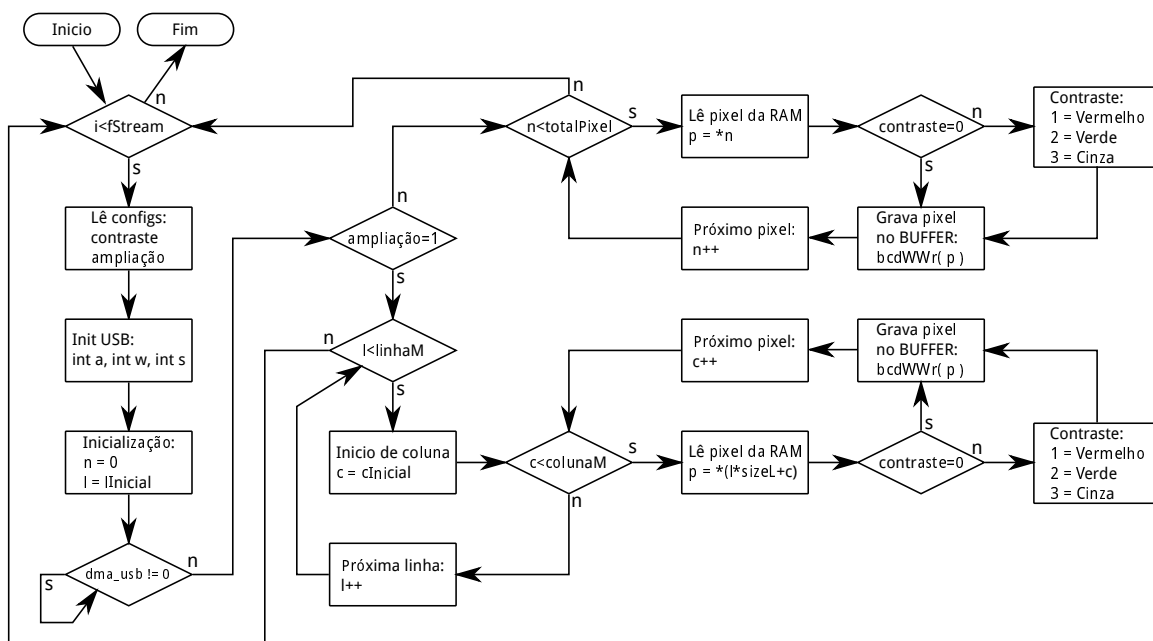 Inicio
Fim
i<fStream
n
s
Lê configs:
contraste
ampliação
Init USB:
int a, int w, int s
Inicialização:
n = 0
l = lInicial
dma_usb != 0
s
n
ampliação=1
n
s
l<linhaM
n
s
Inicio de coluna
c = cInicial
Próxima linha:
l++
n<totalPixel
n
s
Lê pixel da RAM
p = *n
contraste=0
n
s
Contraste:
1 = Vermelho
2 = Verde
3 = Cinza
Grava pixel
no BUFFER:
bcdWWr( p )
Próximo pixel:
n++
c<colunaM
s
n
Lê pixel da RAM
p = *(l*sizeL+c)
contraste=0
s
n
Contraste:
1 = Vermelho
2 = Verde
3 = Cinza
Grava pixel
no BUFFER:
bcdWWr( p )
Próximo pixel:
c++